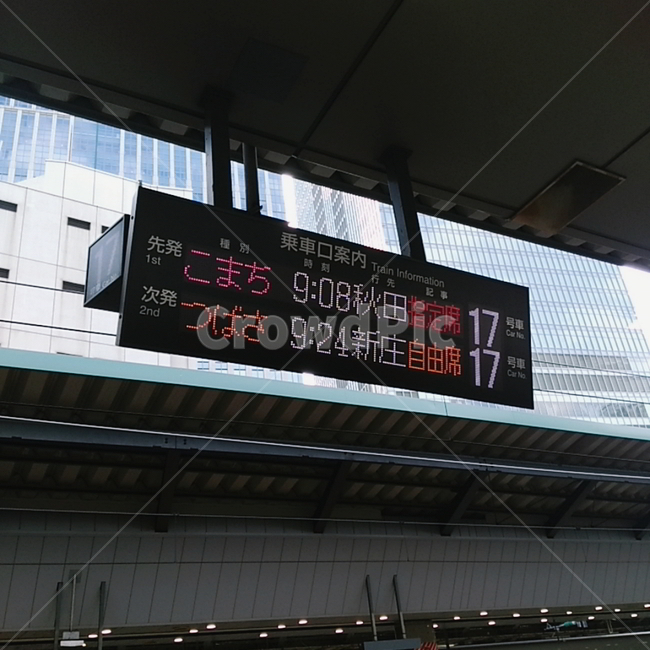 乗車口案内 Train Information
種別 時刻 行先 記事
先発 こまち 9:08 秋田 指定席 17 号車
1st Car No.
次発 つばさ 9:24 新庄 自由席 17 号車
2nd Car No.
crowdPic